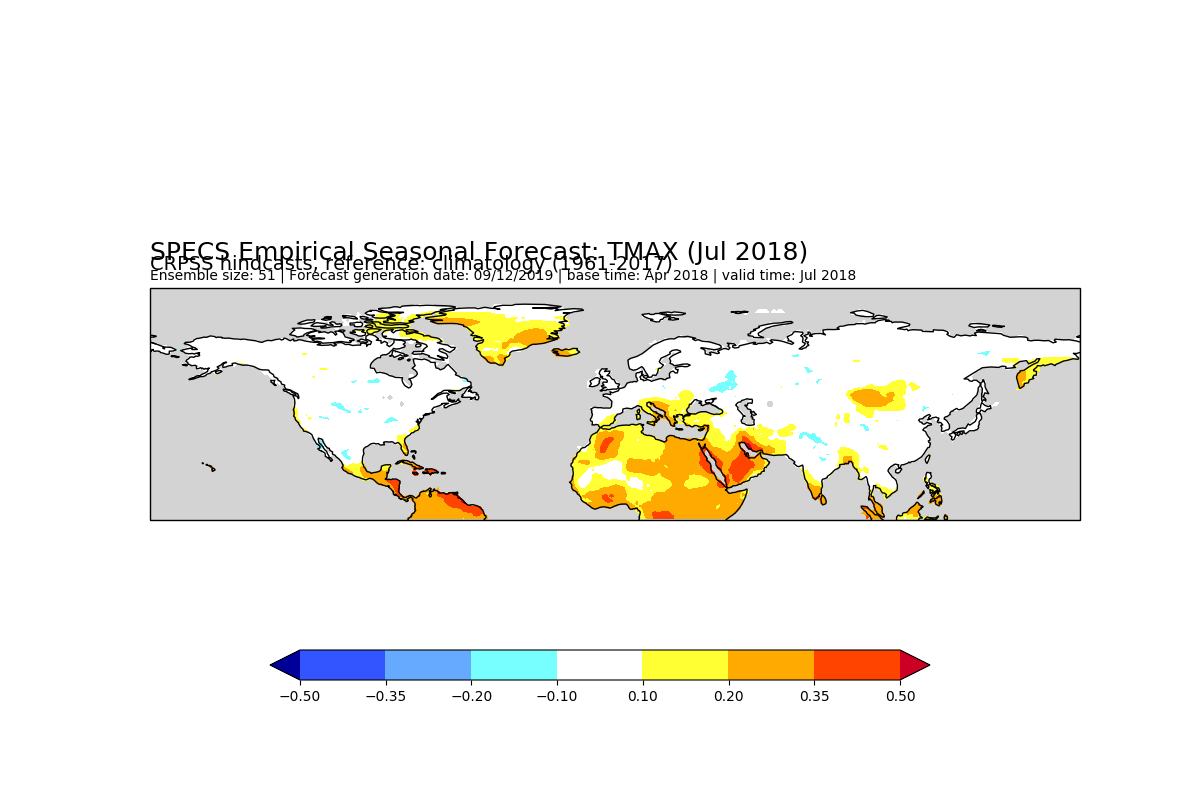 SPECS Empirical Seasonal Forecast: TMAX (Jul 2018)
CRPSS hindcasts, reference: climatology (1961-2017)
Ensemble size: 51 | Forecast generation date: 09/12/2019 | base time: Apr 2018 | valid time: Jul 2018
−0.50 −0.35 −0.20 −0.10 0.10 0.20 0.35 0.50